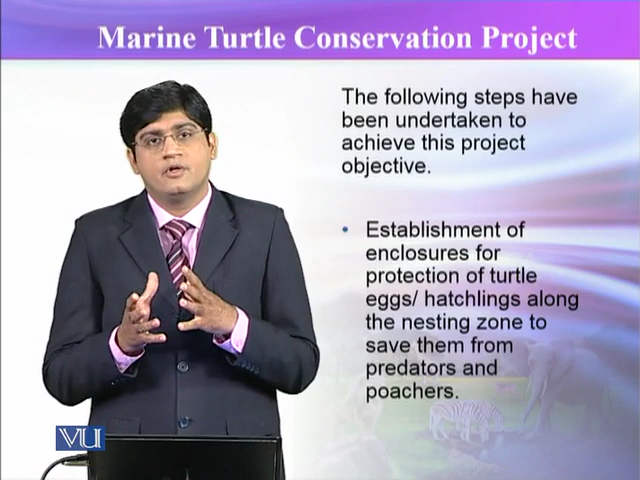 Marine Turtle Conservation Project
The following steps have
been undertaken to
achieve this project
objective.
• Establishment of
enclosures for
protection of turtle
eggs/ hatchlings along
the nesting zone to
save them from
predators and
poachers.
VU